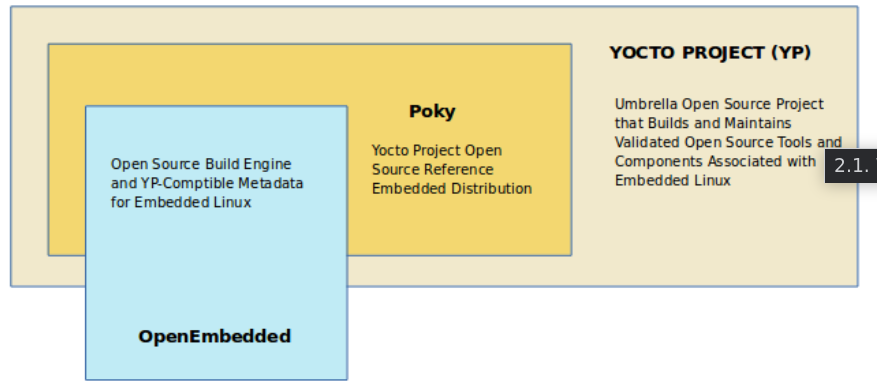 YOCTO PROJECT (YP)
Umbrella Open Source Project
that Builds and Maintains
Validated Open Source Tools and
Components Associated with
Embedded Linux
2.1.
Poky
Yocto Project Open
Source Reference
Embedded Distribution
Open Source Build Engine
and YP-Comptible Metadata
for Embedded Linux
OpenEmbedded